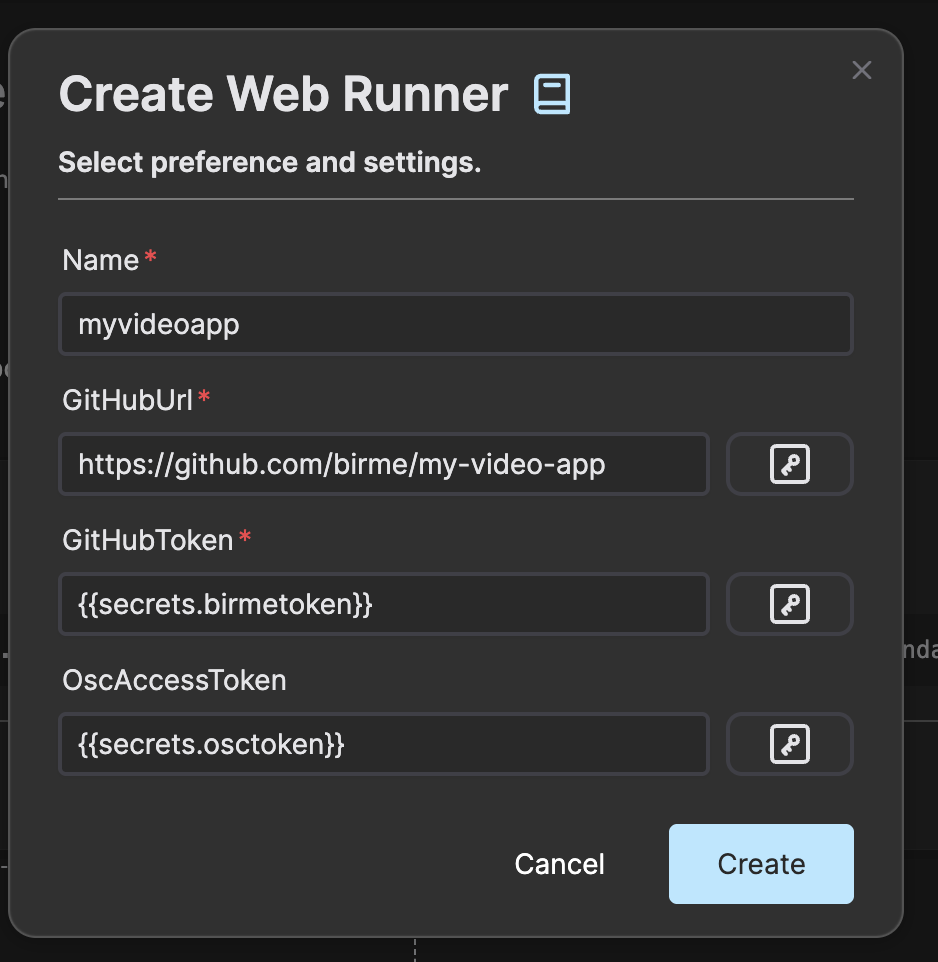 Create Web Runner
Select preference and settings.
Name*
myvideoapp
GitHubUrl*
https://github.com/birme/my-video-app
GitHubToken*
{{secrets.birmetoken}}
OscAccessToken
{{secrets.osctoken}}
Cancel
Create